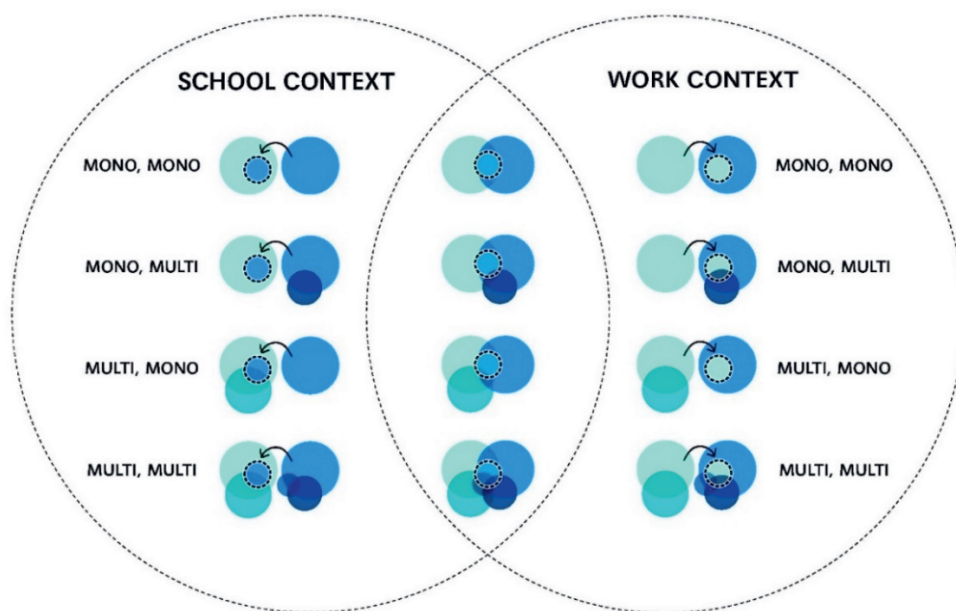 SCHOOL CONTEXT
WORK CONTEXT
MONO, MONO
MONO, MONO
MONO, MULTI
MONO, MULTI
MULTI, MONO
MULTI, MONO
MULTI, MULTI
MULTI, MULTI